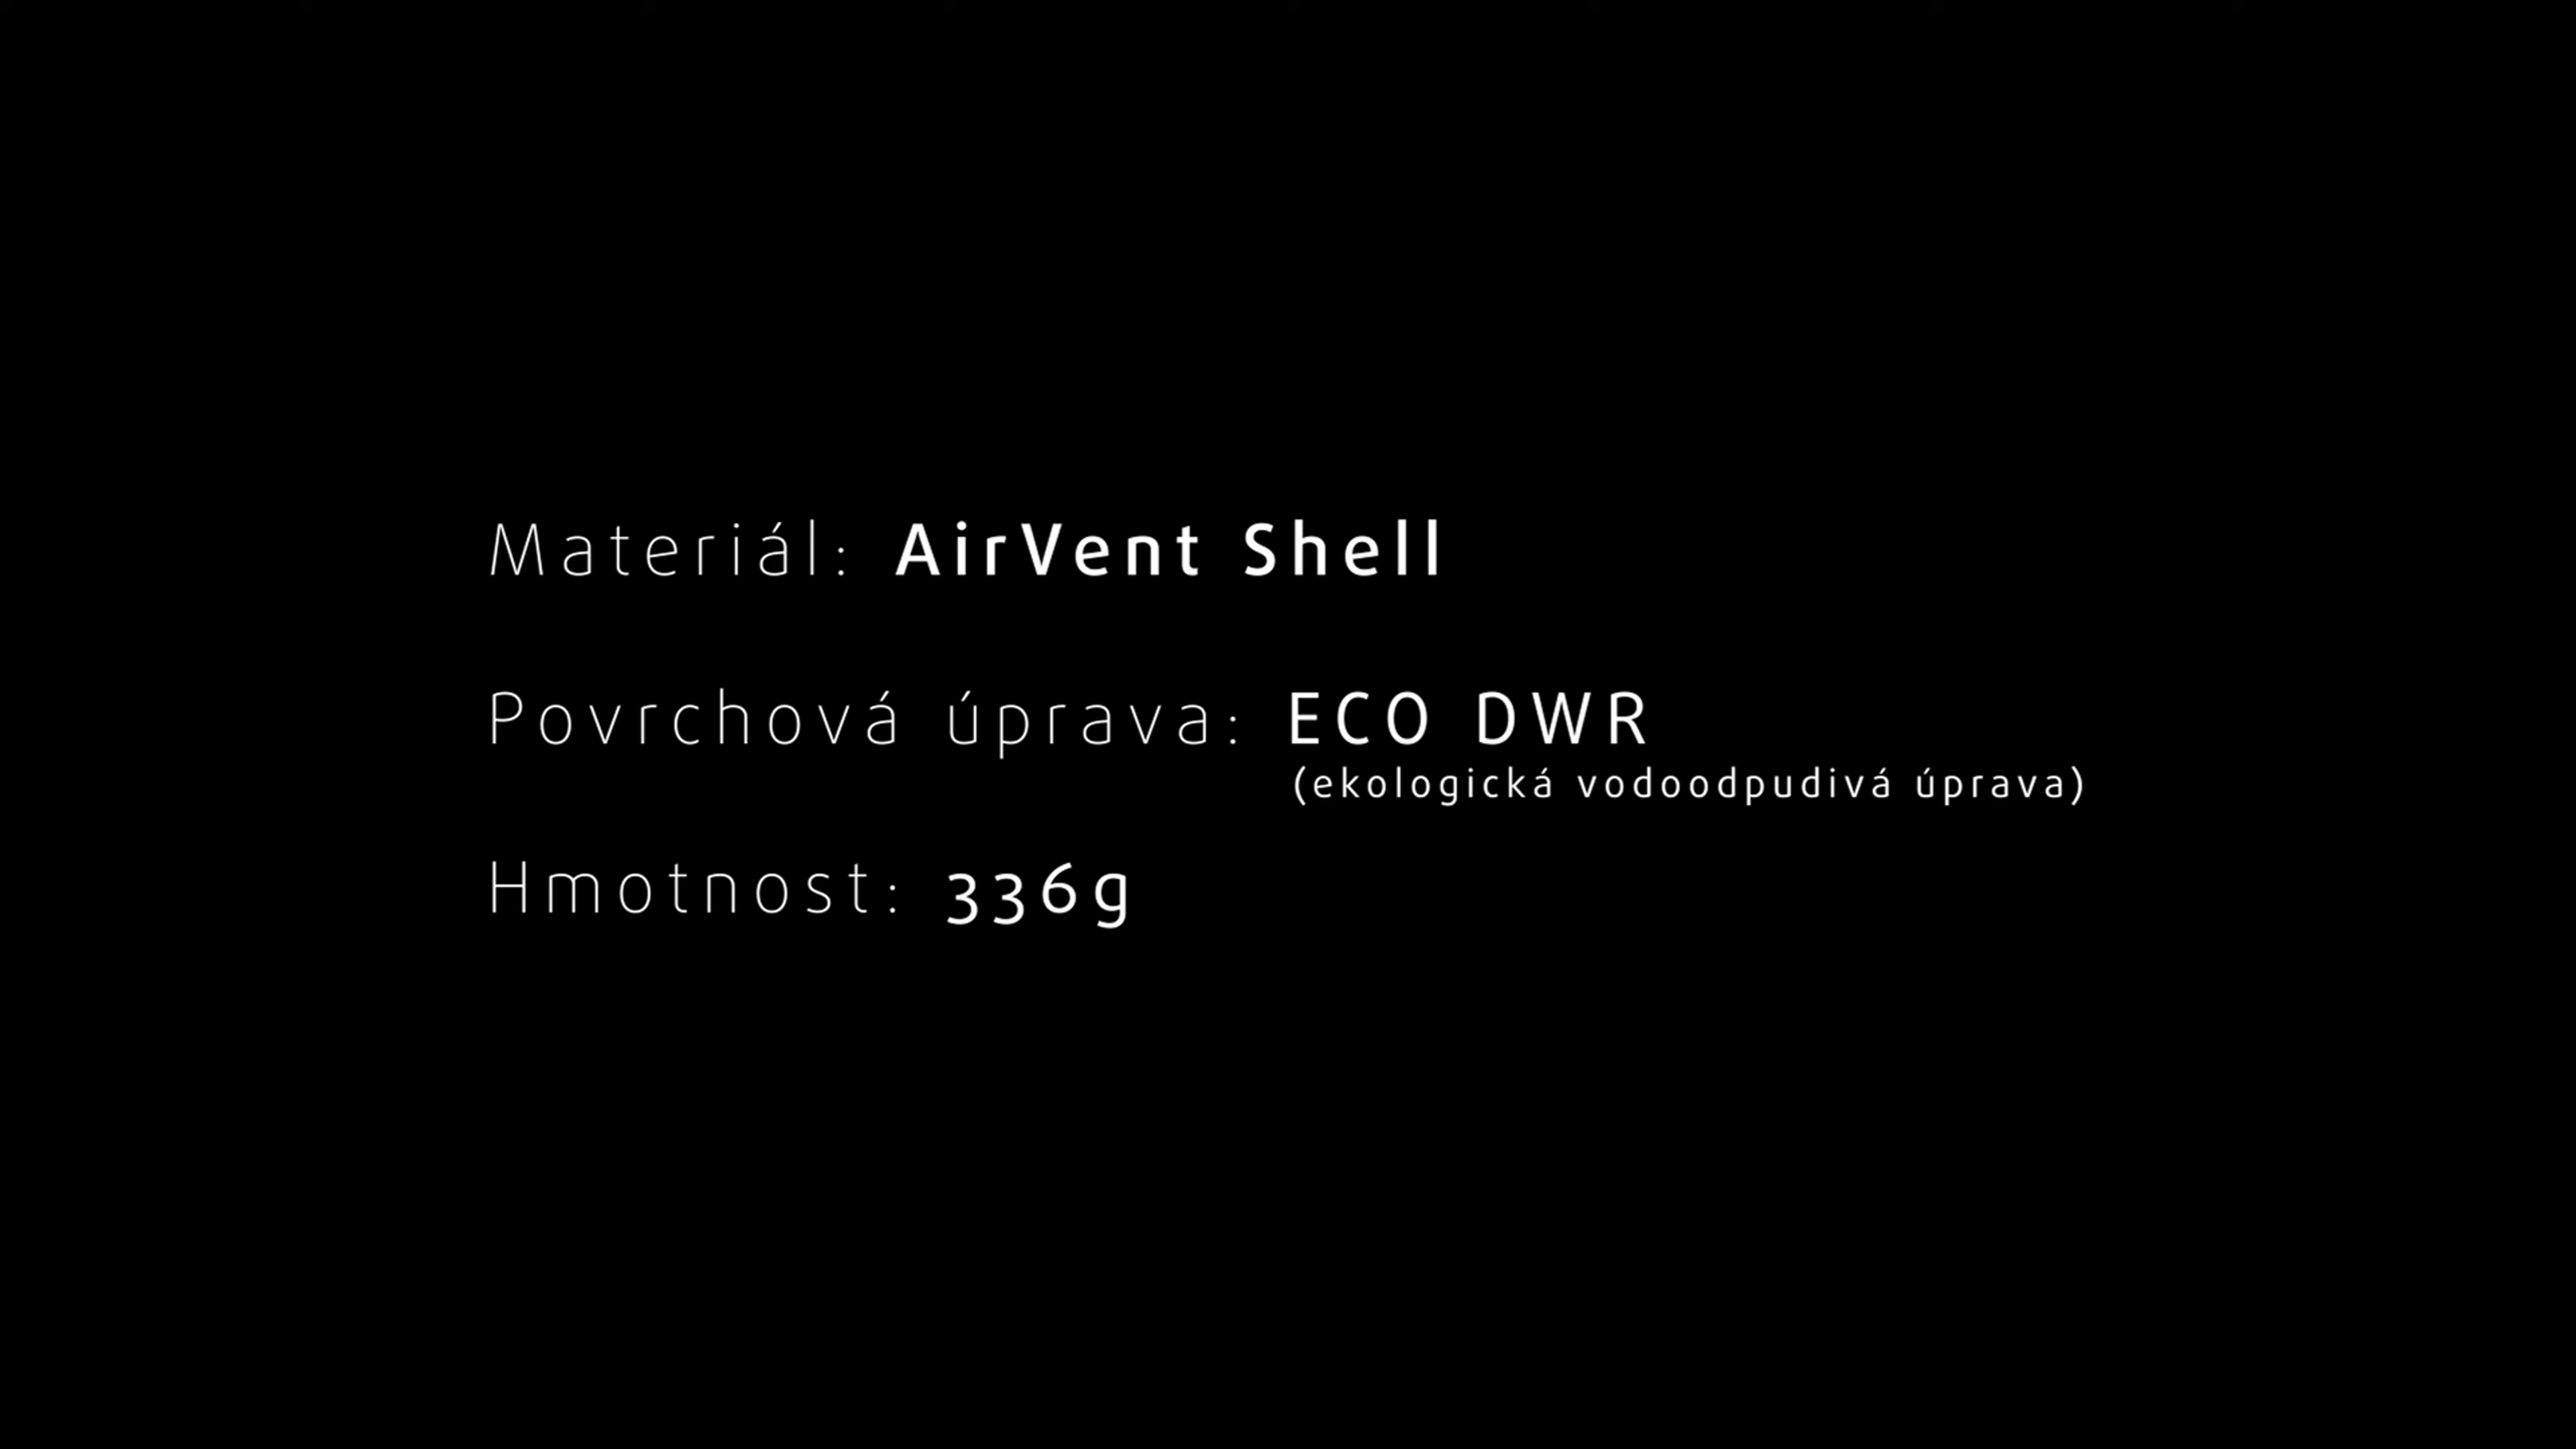 Materiál: AirVent Shell
Povrchová úprava: ECO DWR
(ekologická vodoodpudivá úprava)
Hmotnost: 336g